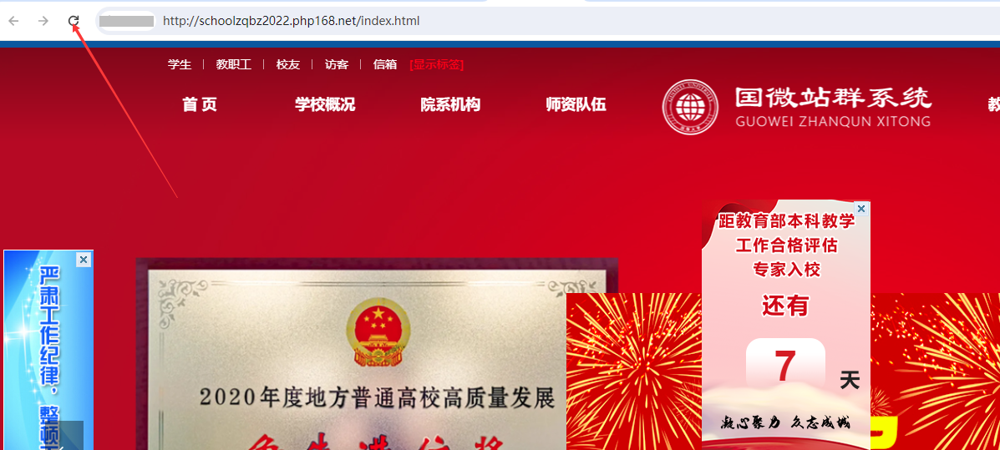 http://schoolzqbz2022.php168.net/index.html
学生 | 教职工 | 校友 | 访客 | 信箱 [显示标签]
首 页 学校概况 院系机构 师资队伍
国微站群系统
GUOWEI ZHANQUN XITONG
距教育部本科教学
工作合格评估
专家入校
还有
7 天
凝心聚力 众志成城
严肃工作纪律，整顿
2020年度地方普通高校高质量发展